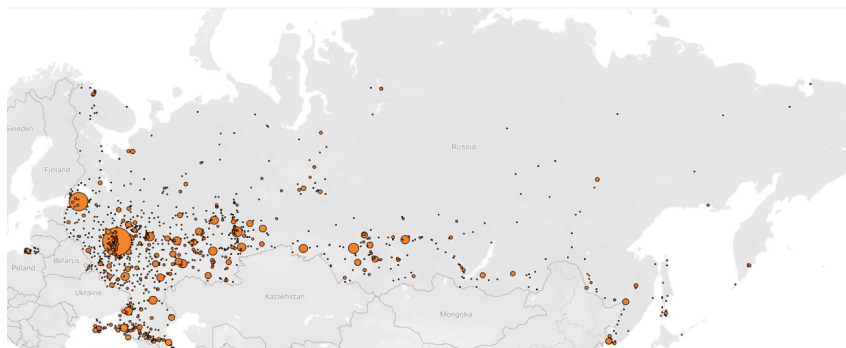 Sweden
Finland
Russia
Poland
Belarus
Ukraine
Kazakhstan
Mongolia